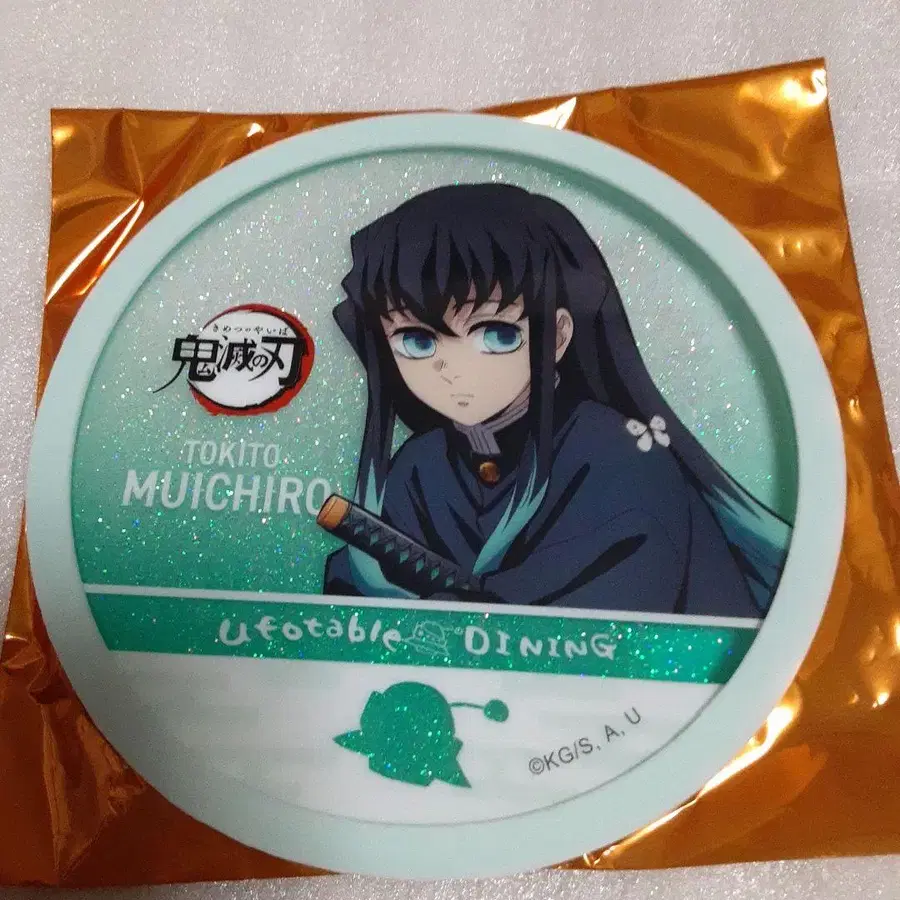 きめつのやいば
鬼滅の刃
TOKITO
MUICHIRO
ufotable DINING
©KG/S, A, U